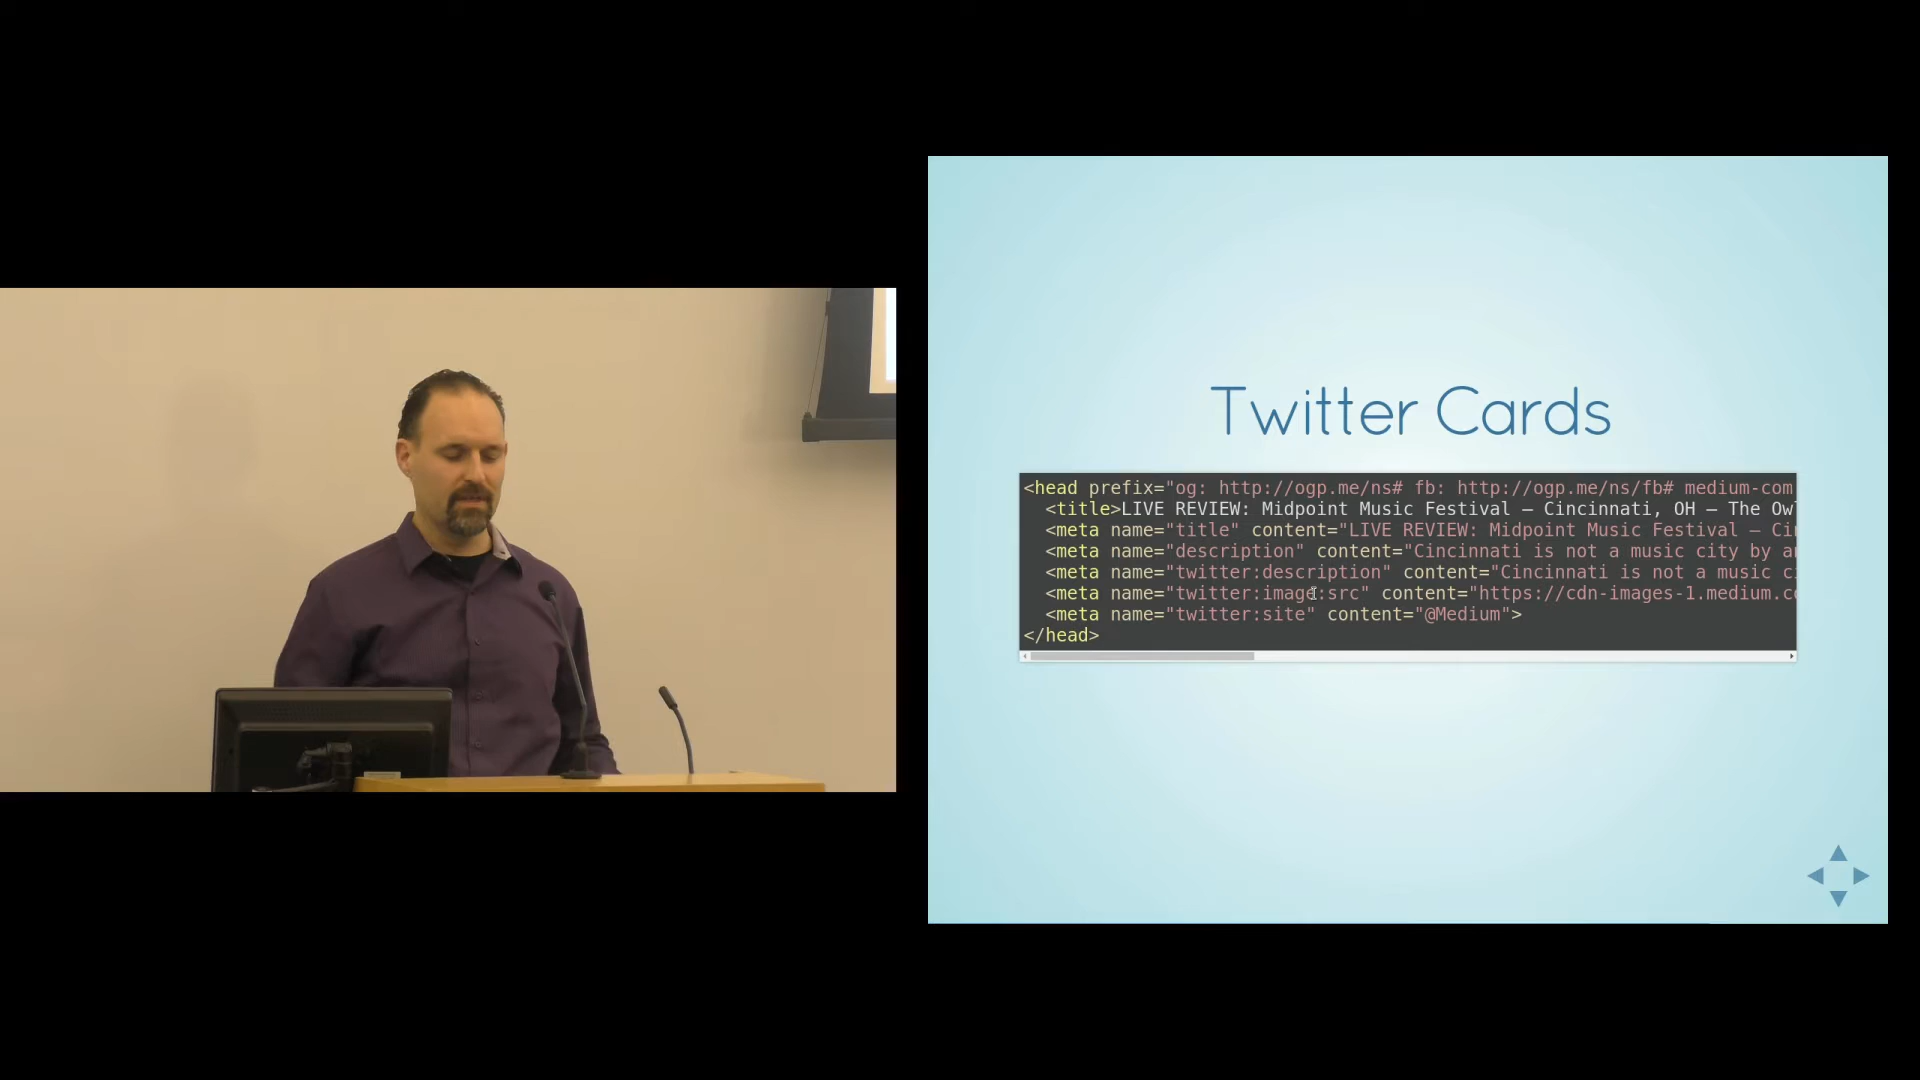 Twitter Cards
<head prefix="og: http://ogp.me/ns# fb: http://ogp.me/ns/fb# medium-com
<title>LIVE REVIEW: Midpoint Music Festival — Cincinnati, OH — The Owl
<meta name="title" content="LIVE REVIEW: Midpoint Music Festival — Ci
<meta name="description" content="Cincinnati is not a music city by a
<meta name="twitter:description" content="Cincinnati is not a music c
<meta name="twitter:image:src" content="https://cdn-images-1.medium.co
<meta name="twitter:site" content="@Medium">
</head>